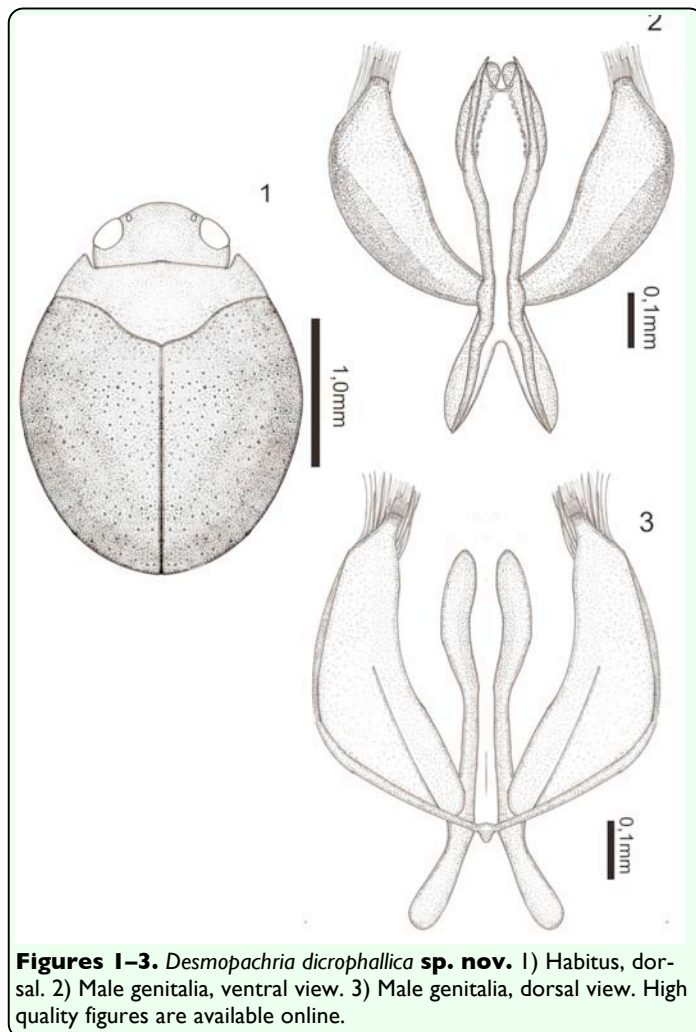 2
1
1,0mm
0,1mm
3
0,1mm
Figures 1–3. Desmopachria dicrophallica sp. nov. 1) Habitus, dor-
sal. 2) Male genitalia, ventral view. 3) Male genitalia, dorsal view. High
quality figures are available online.